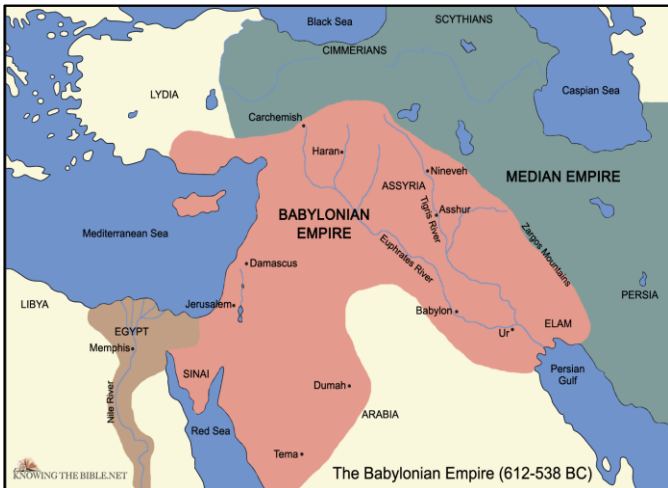 Black Sea
SCYTHIANS
CIMMERIANS
LYDIA
Caspian Sea
Carchemish
Haran
Nineveh
ASSYRIA
MEDIAN EMPIRE
BABYLONIAN
EMPIRE
Asshur
Tigris River
Zargos Mountains
Mediterranean Sea
Euphrates River
Damascus
LIBYA
Jerusalem
PERSIA
EGYPT
Memphis
Babylon
ELAM
Ur
SINAI
Persian
Gulf
Dumah
Nile River
ARABIA
Red Sea
Tema
KNOWING THE BIBLE.NET
The Babylonian Empire (612-538 BC)